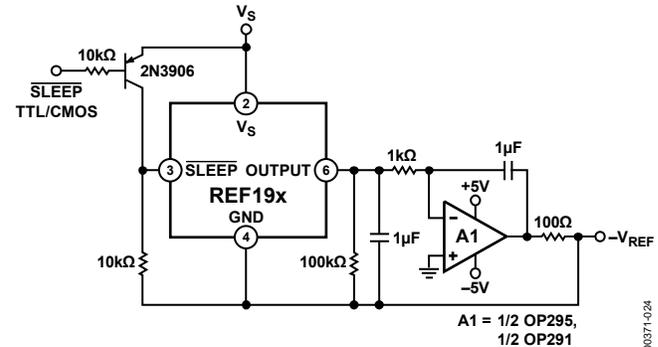 V_S
10kΩ
2N3906
SLEEP
TTL/CMOS
2
V_S
3
SLEEP OUTPUT
6
REF19x
GND
4
1kΩ
1µF
+5V
–
A1
+
–5V
100Ω
–V_REF
10kΩ
100kΩ
1µF
A1 = 1/2 OP295,
1/2 OP291
00371-024